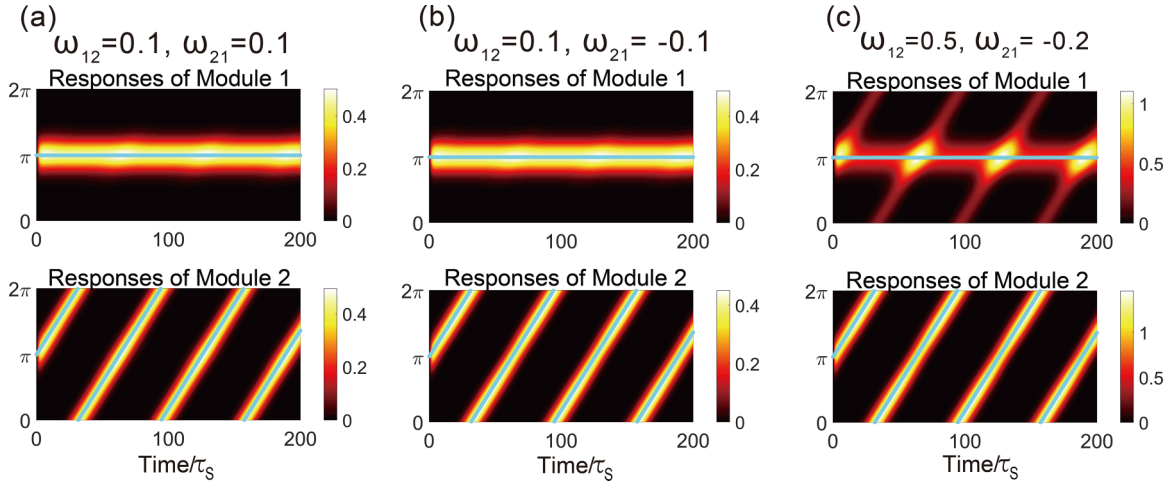 (a)
ω₁₂=0.1, ω₂₁=0.1
Responses of Module 1
2π
π
0
0 100 200
0.4
0.2
0
Responses of Module 2
2π
π
0
0 100 200
0.4
0.2
0
Time/τS
(b)
ω₁₂=0.1, ω₂₁= -0.1
Responses of Module 1
2π
π
0
0 100 200
0.4
0.2
0
Responses of Module 2
2π
π
0
0 100 200
0.4
0.2
0
Time/τS
(c)
ω₁₂=0.5, ω₂₁= -0.2
Responses of Module 1
2π
π
0
0 100 200
1
0.5
0
Responses of Module 2
2π
π
0
0 100 200
1
0.5
0
Time/τS